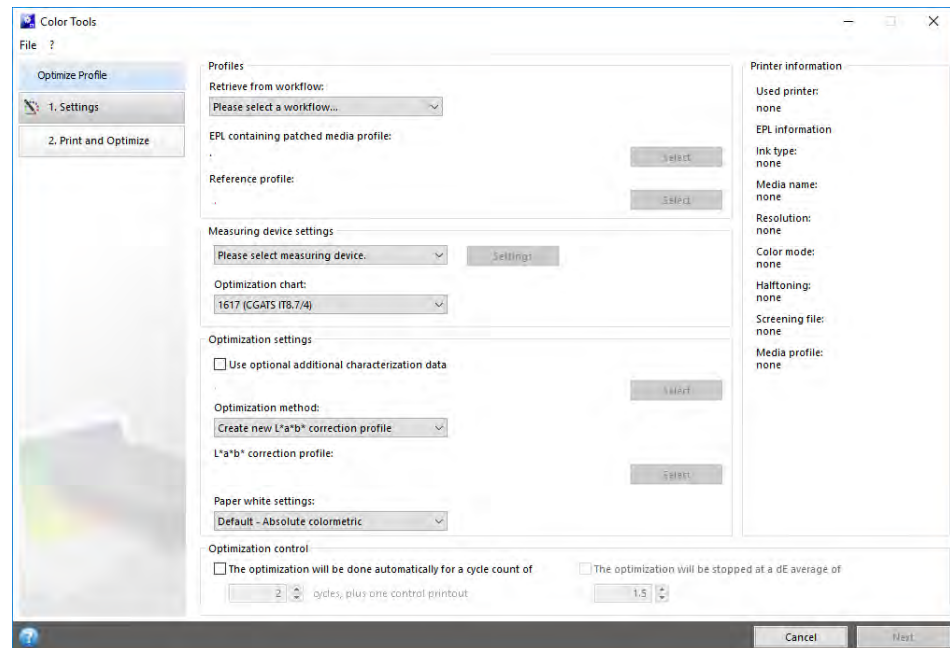 Color Tools
File ?
Optimize Profile
1. Settings
2. Print and Optimize
Profiles
Retrieve from workflow:
Please select a workflow...
EPL containing patched media profile:
Select
Reference profile:
Select
Measuring device settings
Please select measuring device.
Settings
Optimization chart:
1617 (CGATS IT8.7/4)
Optimization settings
Use optional additional characterization data
Select
Optimization method:
Create new L*a*b* correction profile
L*a*b* correction profile:
Select
Paper white settings:
Default - Absolute colormetric
Optimization control
The optimization will be done automatically for a cycle count of
2 cycles, plus one control printout
The optimization will be stopped at a dE average of
1.5
Printer information
Used printer:
none
EPL information
Ink type:
none
Media name:
none
Resolution:
none
Color mode:
none
Halftoning:
none
Screening file:
none
Media profile:
none
?
Cancel
Next